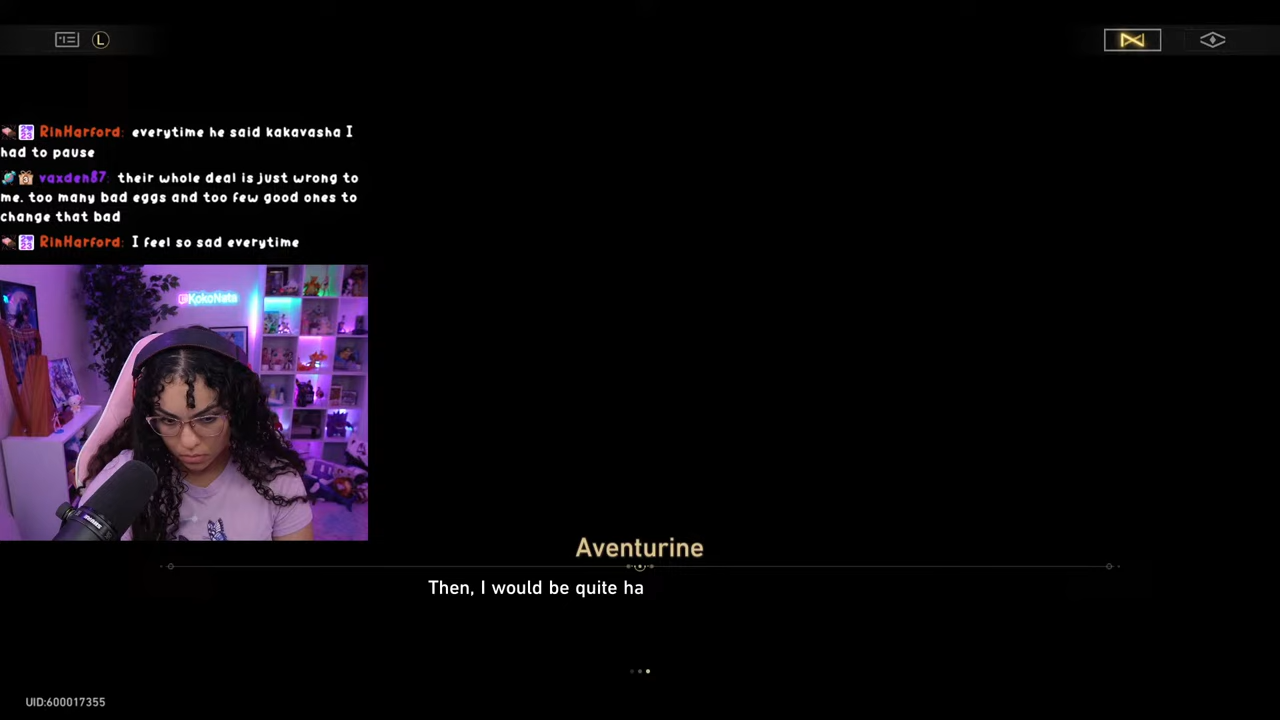 L
RinHarford: everytime he said kakavasha I
had to pause
vaxden87: their whole deal is just wrong to
me. too many bad eggs and too few good ones to
change that bad
RinHarford: I feel so sad everytime
@KokoNats
Aventurine
Then, I would be quite ha
UID:600017355